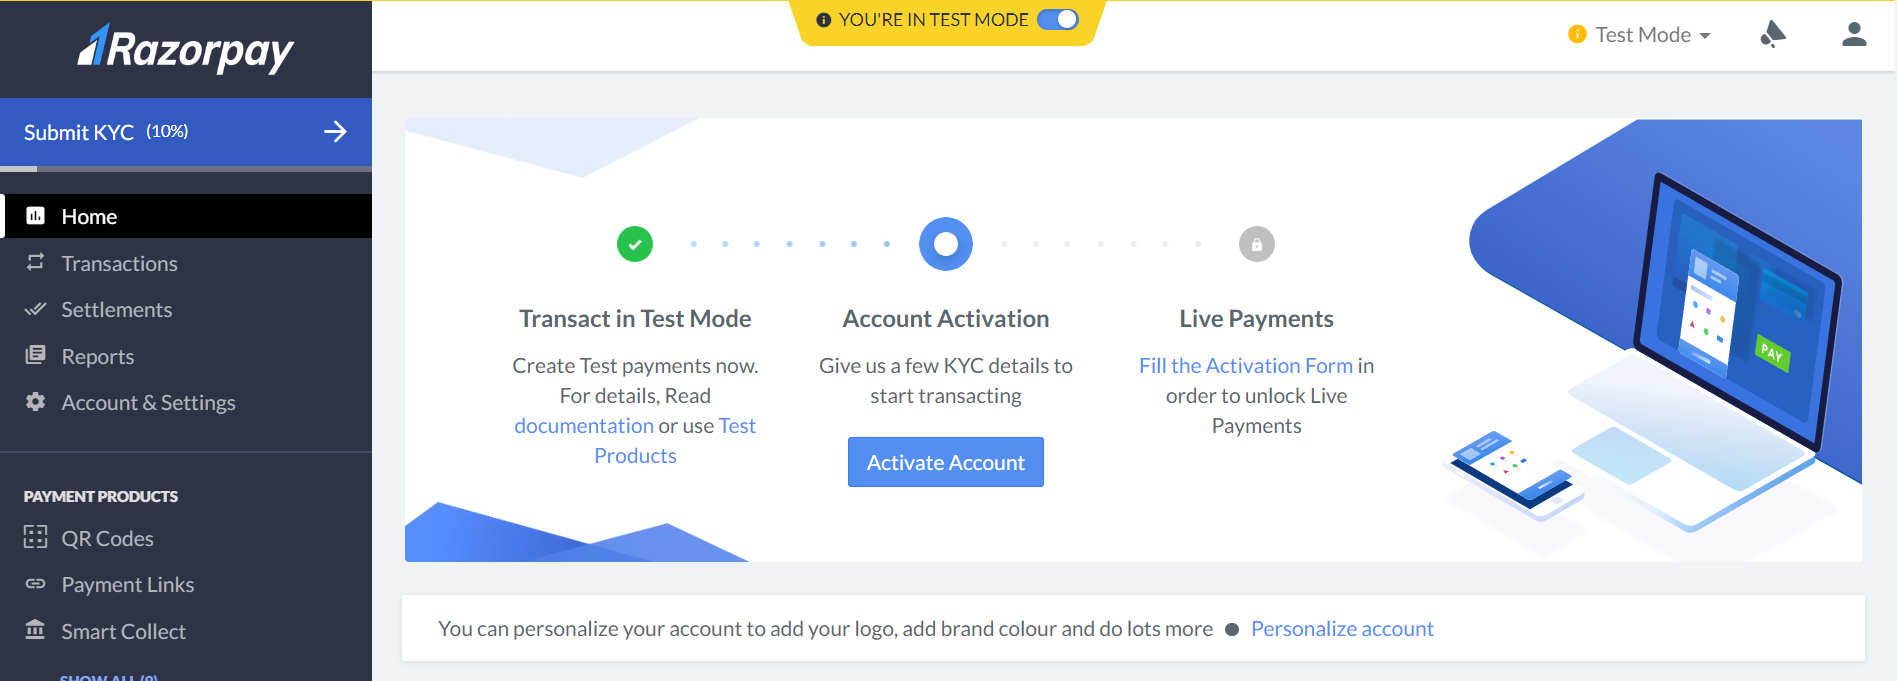 YOU'RE IN TEST MODE
Razorpay
Test Mode
Submit KYC (10%)
Home
Transactions
Settlements
Reports
Account & Settings
PAYMENT PRODUCTS
QR Codes
Payment Links
Smart Collect
SHOW ALL (9)
Transact in Test Mode
Create Test payments now.
For details, Read
documentation or use Test
Products
Account Activation
Give us a few KYC details to
start transacting
Activate Account
Live Payments
Fill the Activation Form in
order to unlock Live
Payments
PAY
You can personalize your account to add your logo, add brand colour and do lots more ● Personalize account